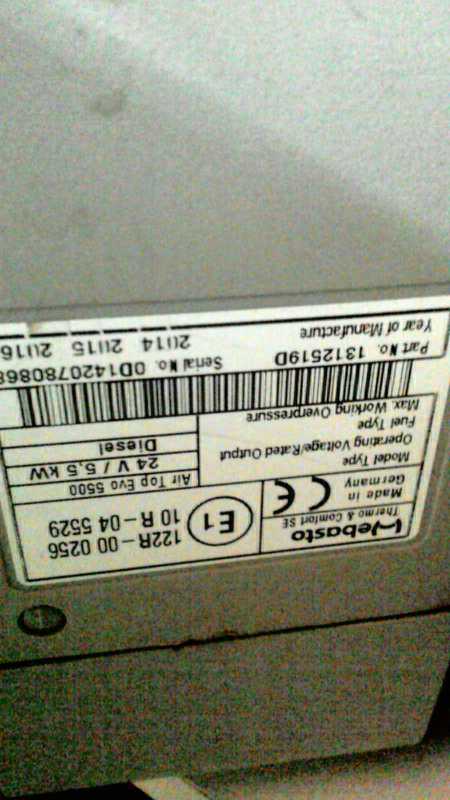 Webasto
Thermo & Comfort SE
Made in
Germany
CE
E1
122R-00 0256
10 R-04 5529
Model Type
Air Top Evo 5500
Operating Voltage/Rated Output
24 V / 5.5 kW
Fuel Type
Diesel
Max. Working Overpressure
Part No. 1312519D
Serial No. 0D1420780868
Year of Manufacture
2014 2015 2016